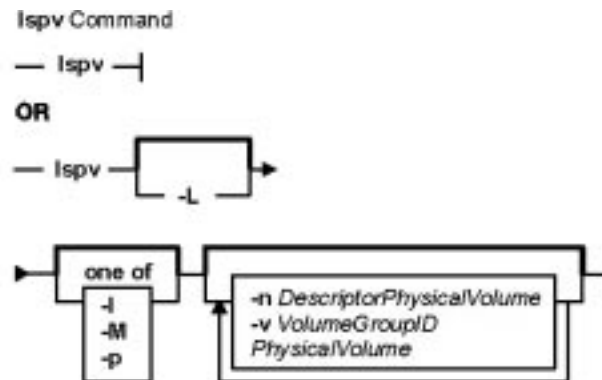 lspv Command
lspv
OR
lspv
-L
one of
-l
-M
-p
-n DescriptorPhysicalVolume
-v VolumeGroupID
PhysicalVolume